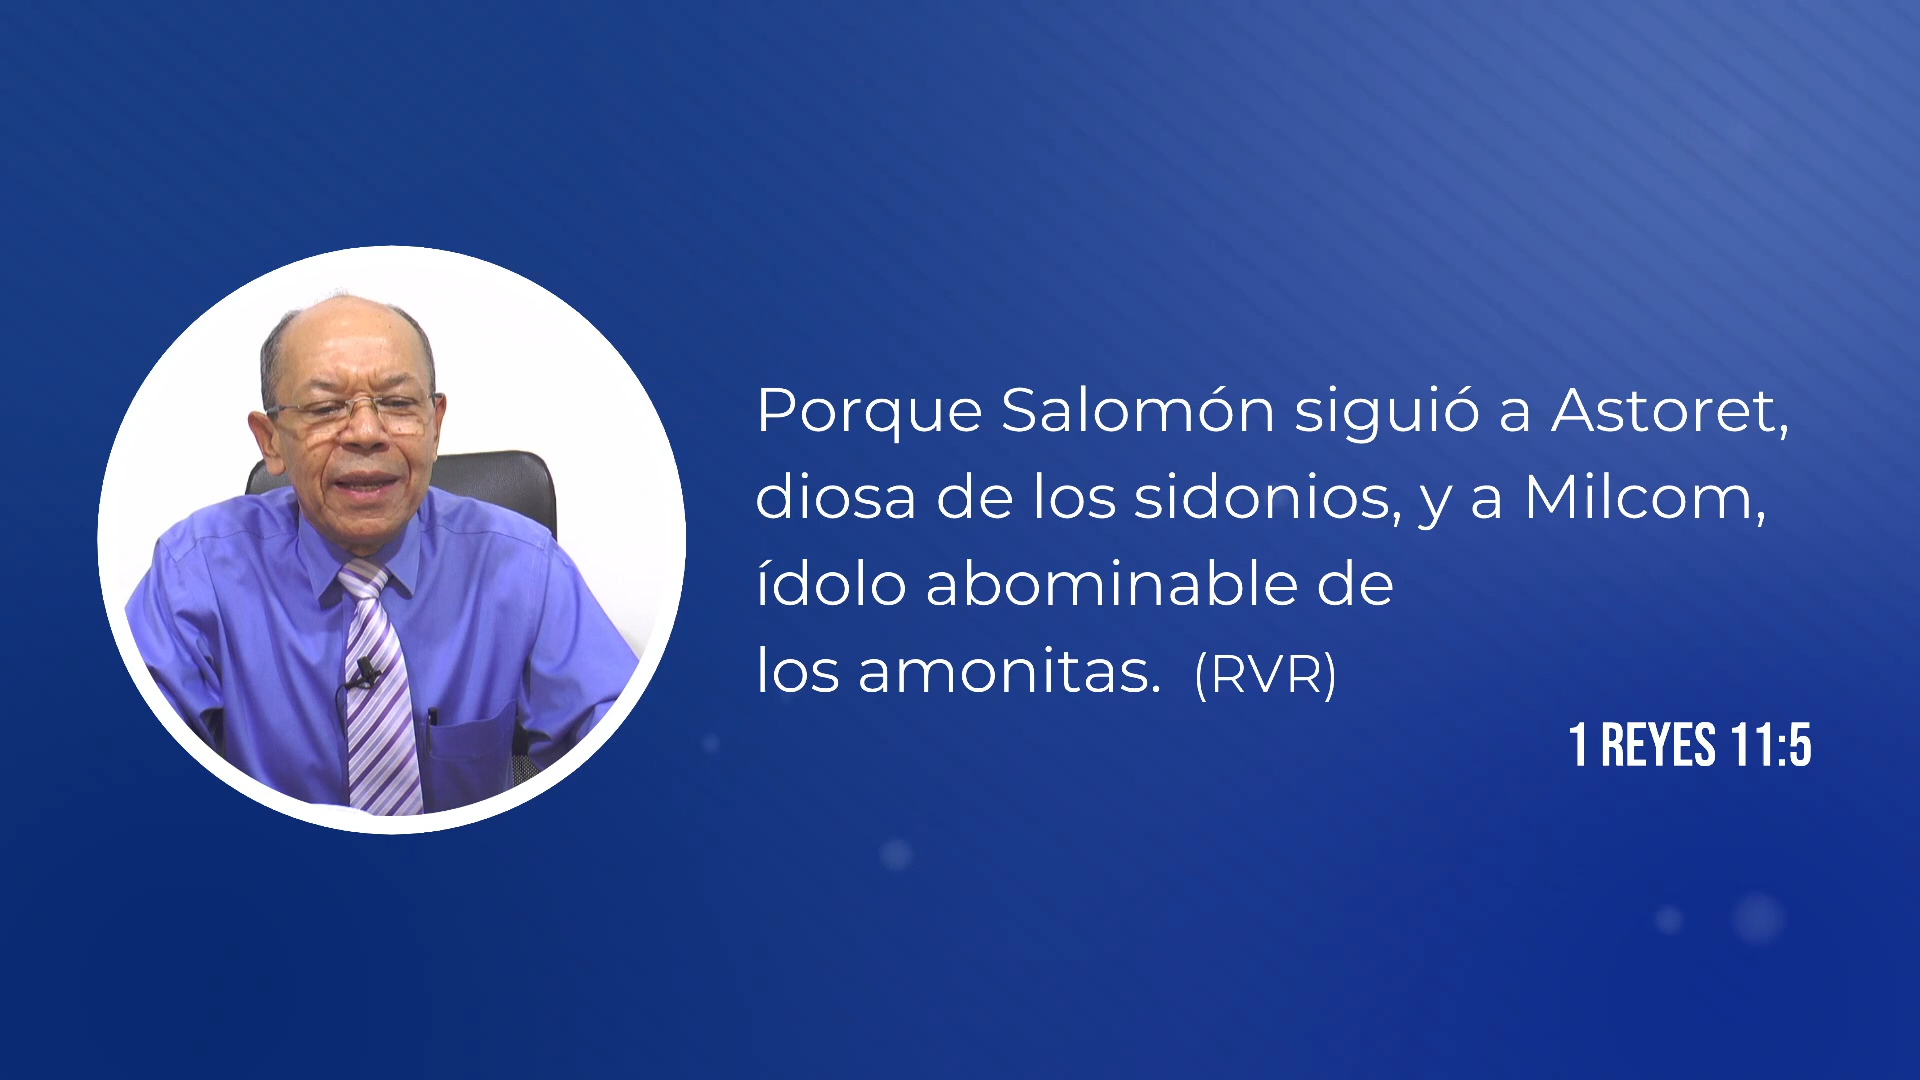 Porque Salomón siguió a Astoret,
diosa de los sidonios, y a Milcom,
ídolo abominable de
los amonitas. (RVR)
1 REYES 11:5